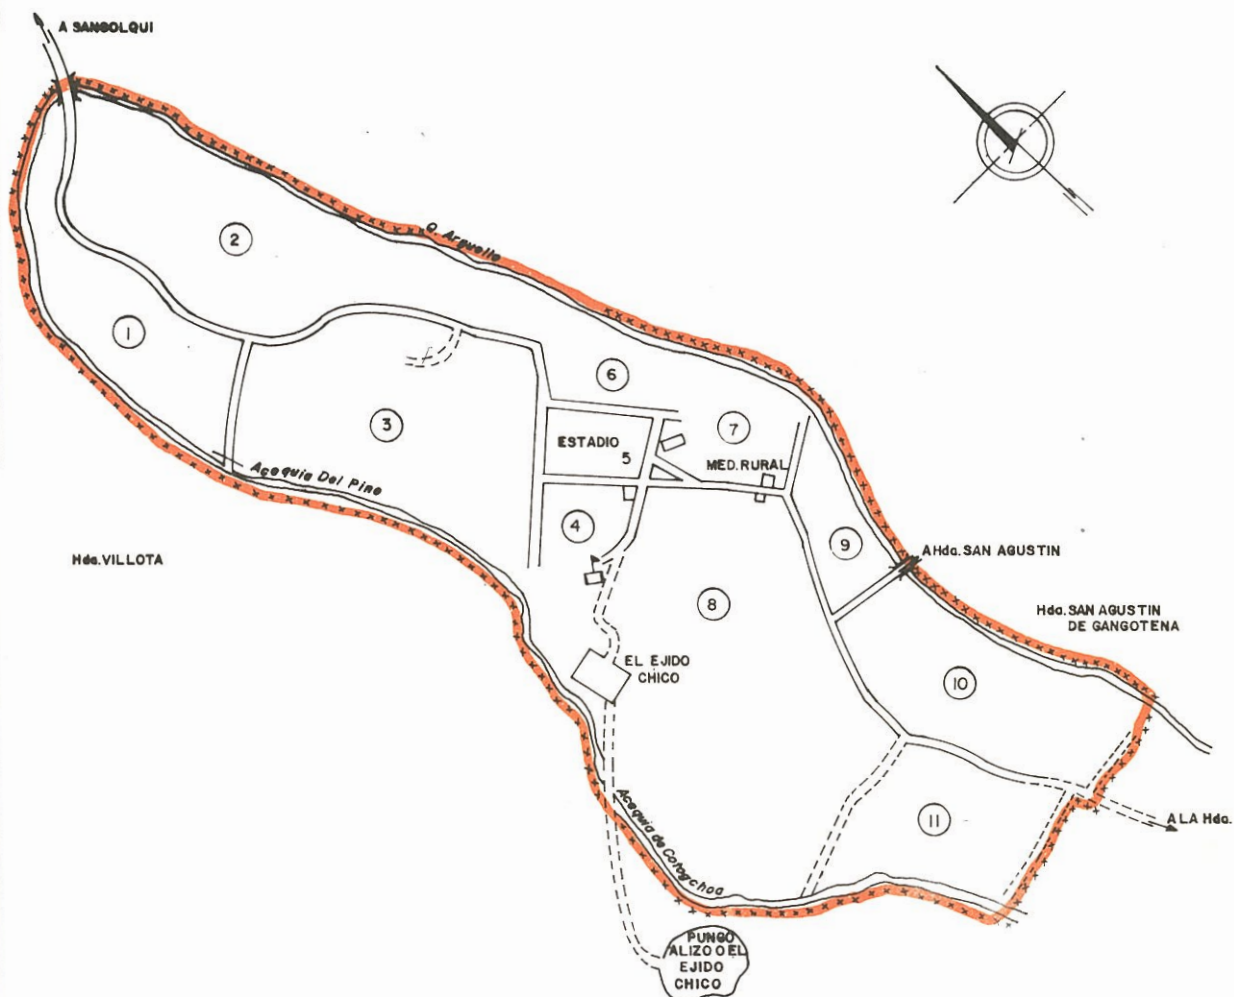 A SANGOLQUI
2
Q. Arguello
1
6
3
7
ESTADIO
5
MED. RURAL
Acequia Del Pino
4
9
A Hda. SAN AGUSTIN
Hda. VILLOTA
8
Hda. SAN AGUSTIN
DE GANGOTENA
EL EJIDO
CHICO
10
Acequia de Cotogchoa
11
A LA Hda.
PUNGO
ALIZO O EL
EJIDO
CHICO